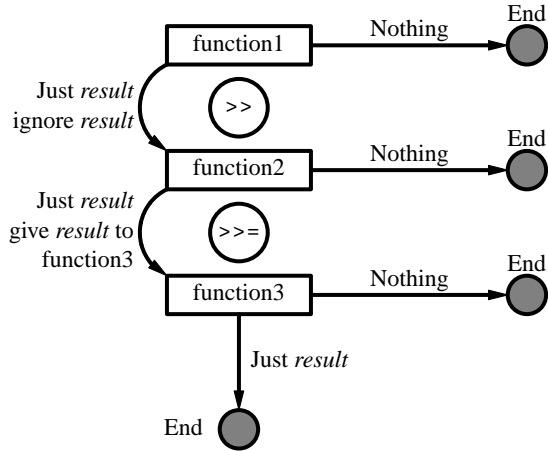 End
function1
Nothing
Just result
ignore result
>>
End
function2
Nothing
Just result
give result to
function3
>>=
End
function3
Nothing
Just result
End